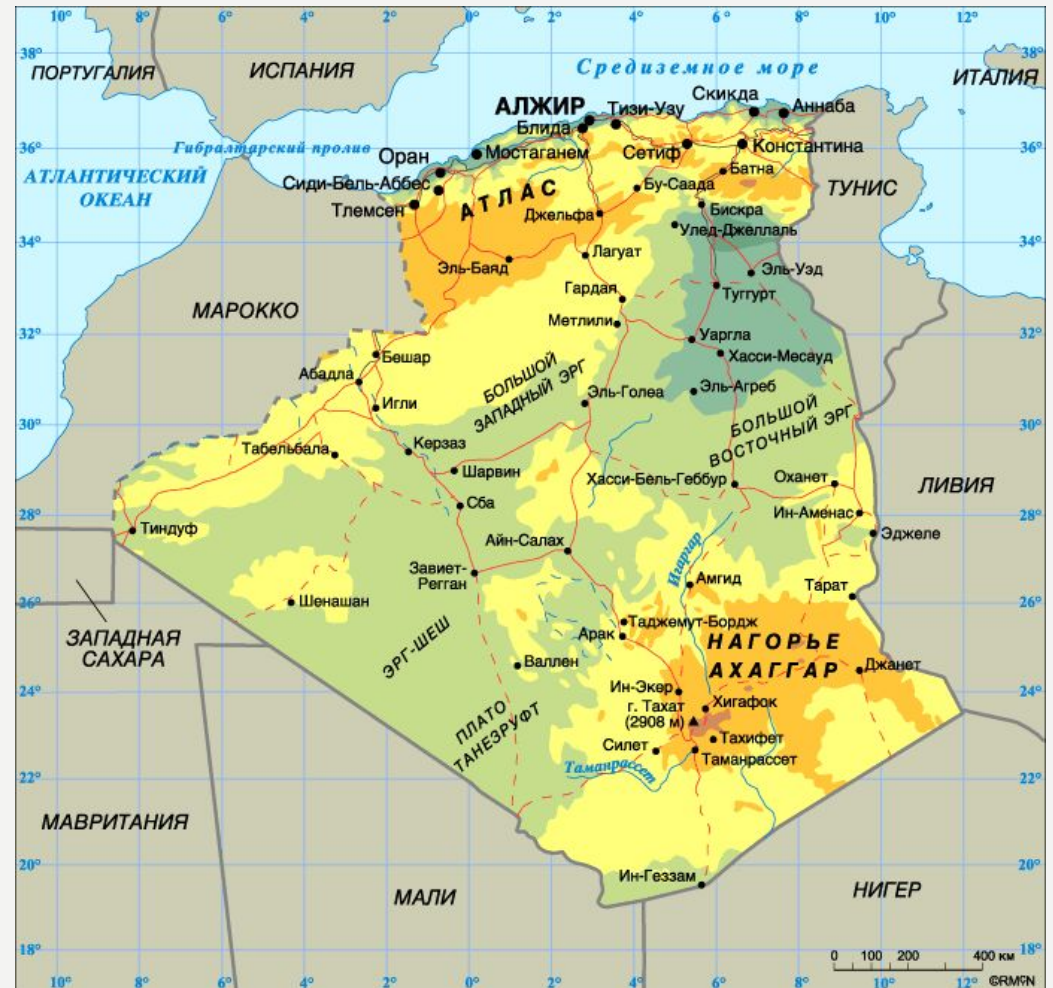 10°
8°
6°
4°
2°
0°
2°
4°
6°
8°
10°
12°
38°
38°
ПОРТУГАЛИЯ
ИСПАНИЯ
Средиземное море
ИТАЛИЯ
Скикда
АЛЖИР
Тизи-Узу
Аннаба
Блида
36°
Гибралтарский пролив
Оран
Мостаганем
Сетиф
Константина
36°
АТЛАНТИЧЕСКИЙ
ОКЕАН
Сиди-Бель-Аббес
АТЛАС
Бу-Саада
Батна
ТУНИС
Тлемсен
Джельфа
Бискра
Улед-Джеллаль
34°
34°
Эль-Баяд
Лагуат
Эль-Уэд
Гардая
Туггурт
МАРОККО
Метлили
32°
Уаргла
32°
Бешар
Хасси-Месауд
Абадла
БОЛЬШОЙ
ЗАПАДНЫЙ ЭРГ
Эль-Голеа
Эль-Агреб
Игли
БОЛЬШОЙ
ВОСТОЧНЫЙ ЭРГ
30°
30°
Табельбала
Керзаз
Шарвин
Хасси-Бель-Геббур
Оханет
ЛИВИЯ
Сба
28°
Ин-Аменас
28°
Тиндуф
Эджеле
Айн-Салах
Завиет-
Регган
Игаргар
Амгид
Тарат
26°
Шенашан
26°
ЗАПАДНАЯ
САХАРА
ЭРГ-ШЕШ
Таджемут-Бордж
Арак
НАГОРЬЕ
АХАГГАР
Валлен
Джанет
24°
Ин-Экер
24°
ПЛАТО
ТАНЕЗРУФТ
г. Тахат
(2908 м)
Хигафок
Силет
Тахифет
Таманрассет
22°
Таманрассет
22°
МАВРИТАНИЯ
20°
20°
Ин-Геззам
МАЛИ
НИГЕР
18°
18°
0 100 200 400 км
©RMCN
10°
8°
6°
4°
2°
0°
2°
4°
6°
8°
10°
12°